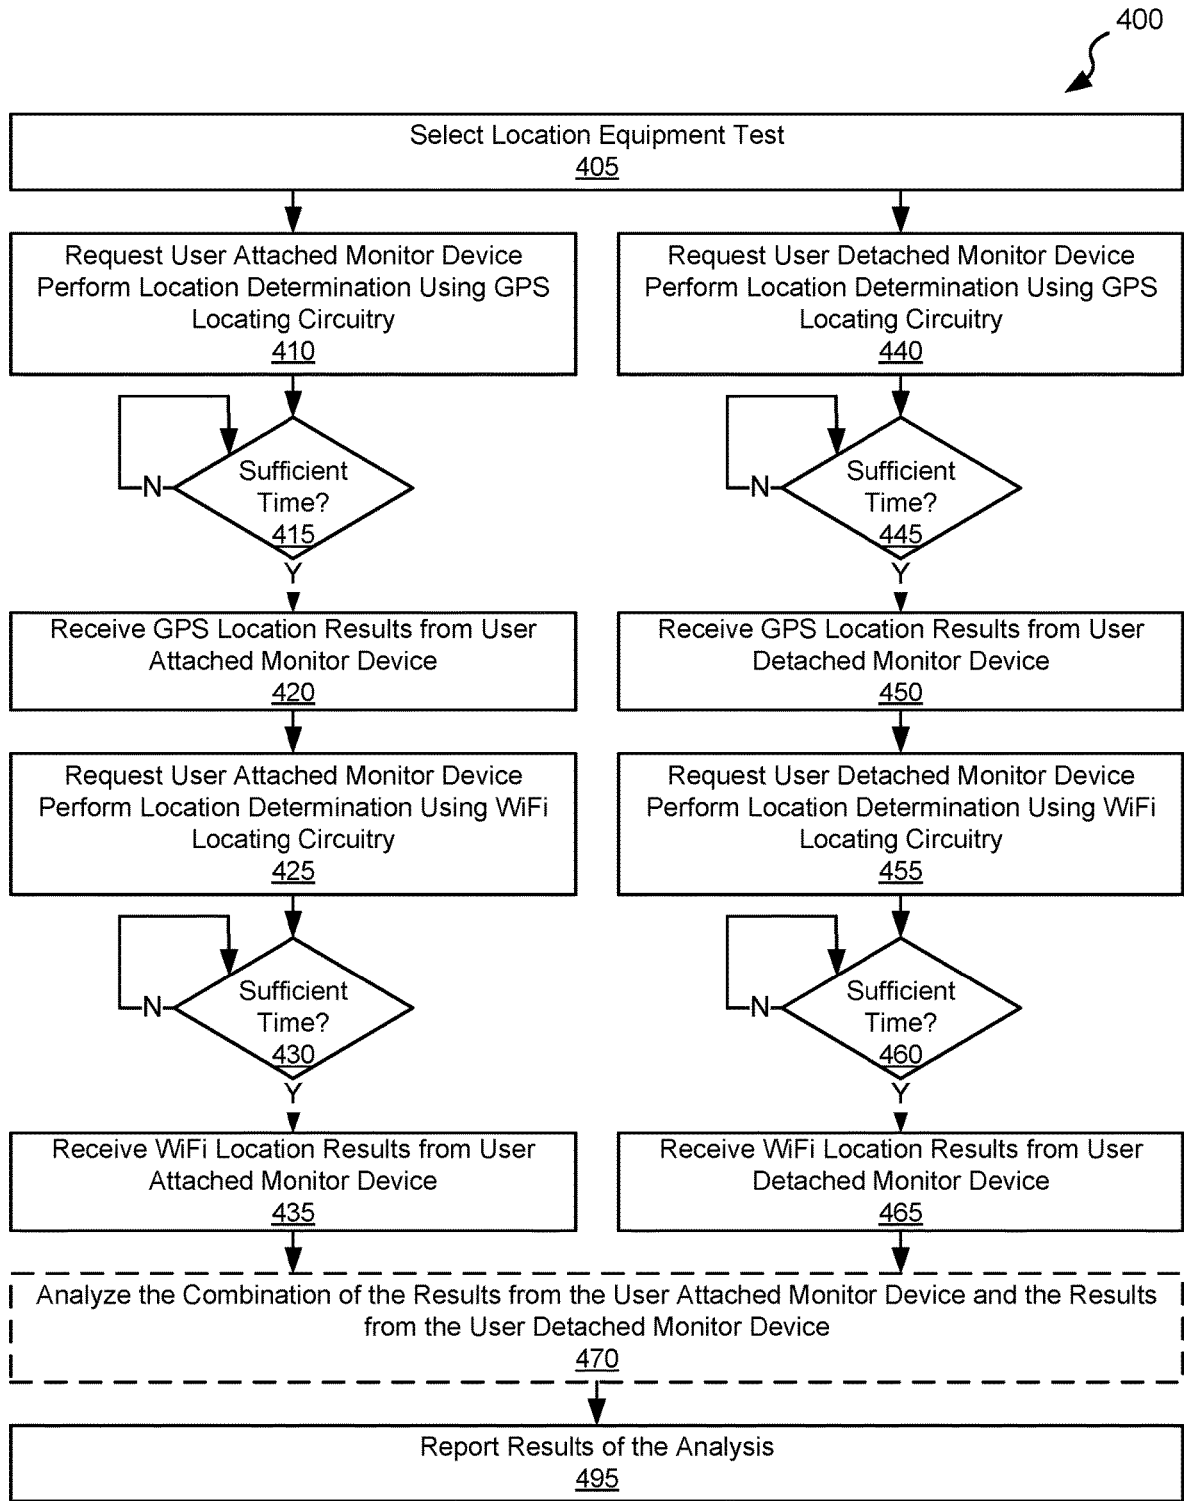 400
Select Location Equipment Test
405
Request User Attached Monitor Device
Perform Location Determination Using GPS
Locating Circuitry
410
Request User Detached Monitor Device
Perform Location Determination Using GPS
Locating Circuitry
440
Sufficient
Time?
415
N
Y
Sufficient
Time?
445
N
Y
Receive GPS Location Results from User
Attached Monitor Device
420
Receive GPS Location Results from User
Detached Monitor Device
450
Request User Attached Monitor Device
Perform Location Determination Using WiFi
Locating Circuitry
425
Request User Detached Monitor Device
Perform Location Determination Using WiFi
Locating Circuitry
455
Sufficient
Time?
430
N
Y
Sufficient
Time?
460
N
Y
Receive WiFi Location Results from User
Attached Monitor Device
435
Receive WiFi Location Results from User
Detached Monitor Device
465
Analyze the Combination of the Results from the User Attached Monitor Device and the Results
from the User Detached Monitor Device
470
Report Results of the Analysis
495